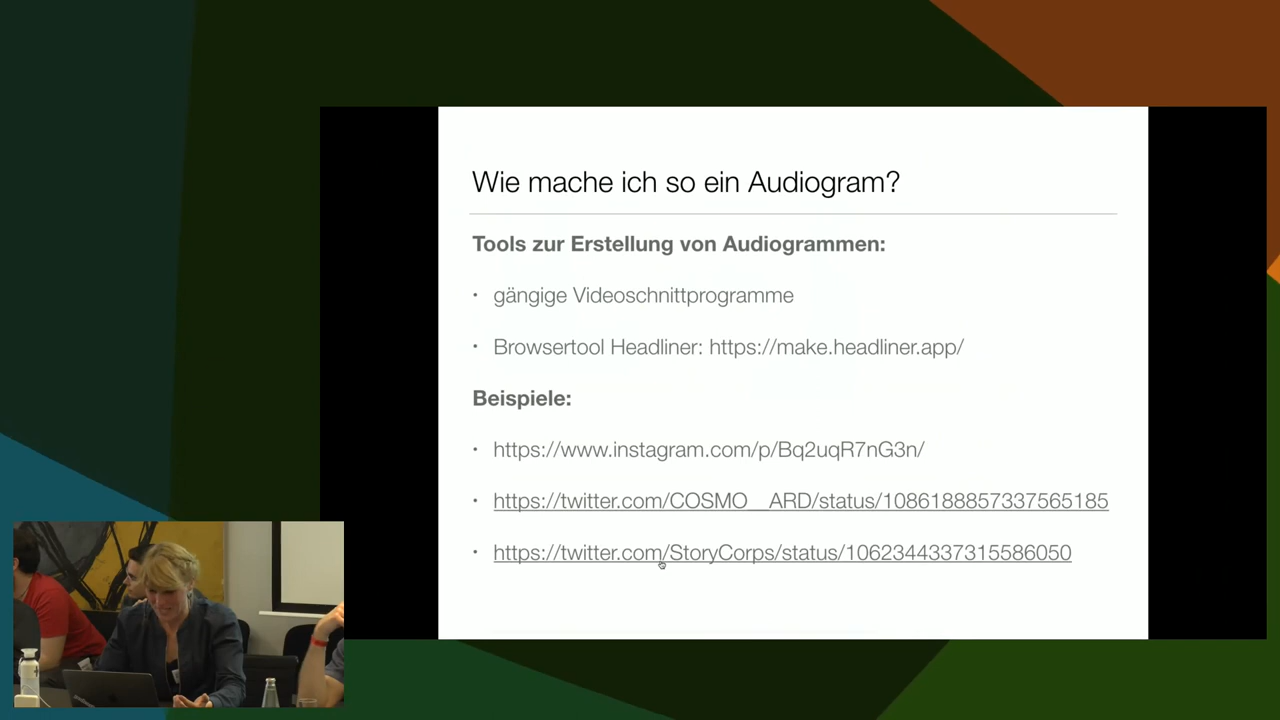 Wie mache ich so ein Audiogram?
Tools zur Erstellung von Audiogrammen:
• gängige Videoschnittprogramme
• Browsertool Headliner: https://make.headliner.app/
Beispiele:
• https://www.instagram.com/p/Bq2uqR7nG3n/
• https://twitter.com/COSMO__ARD/status/1086188857337565185
• https://twitter.com/StoryCorps/status/1062344337315586050